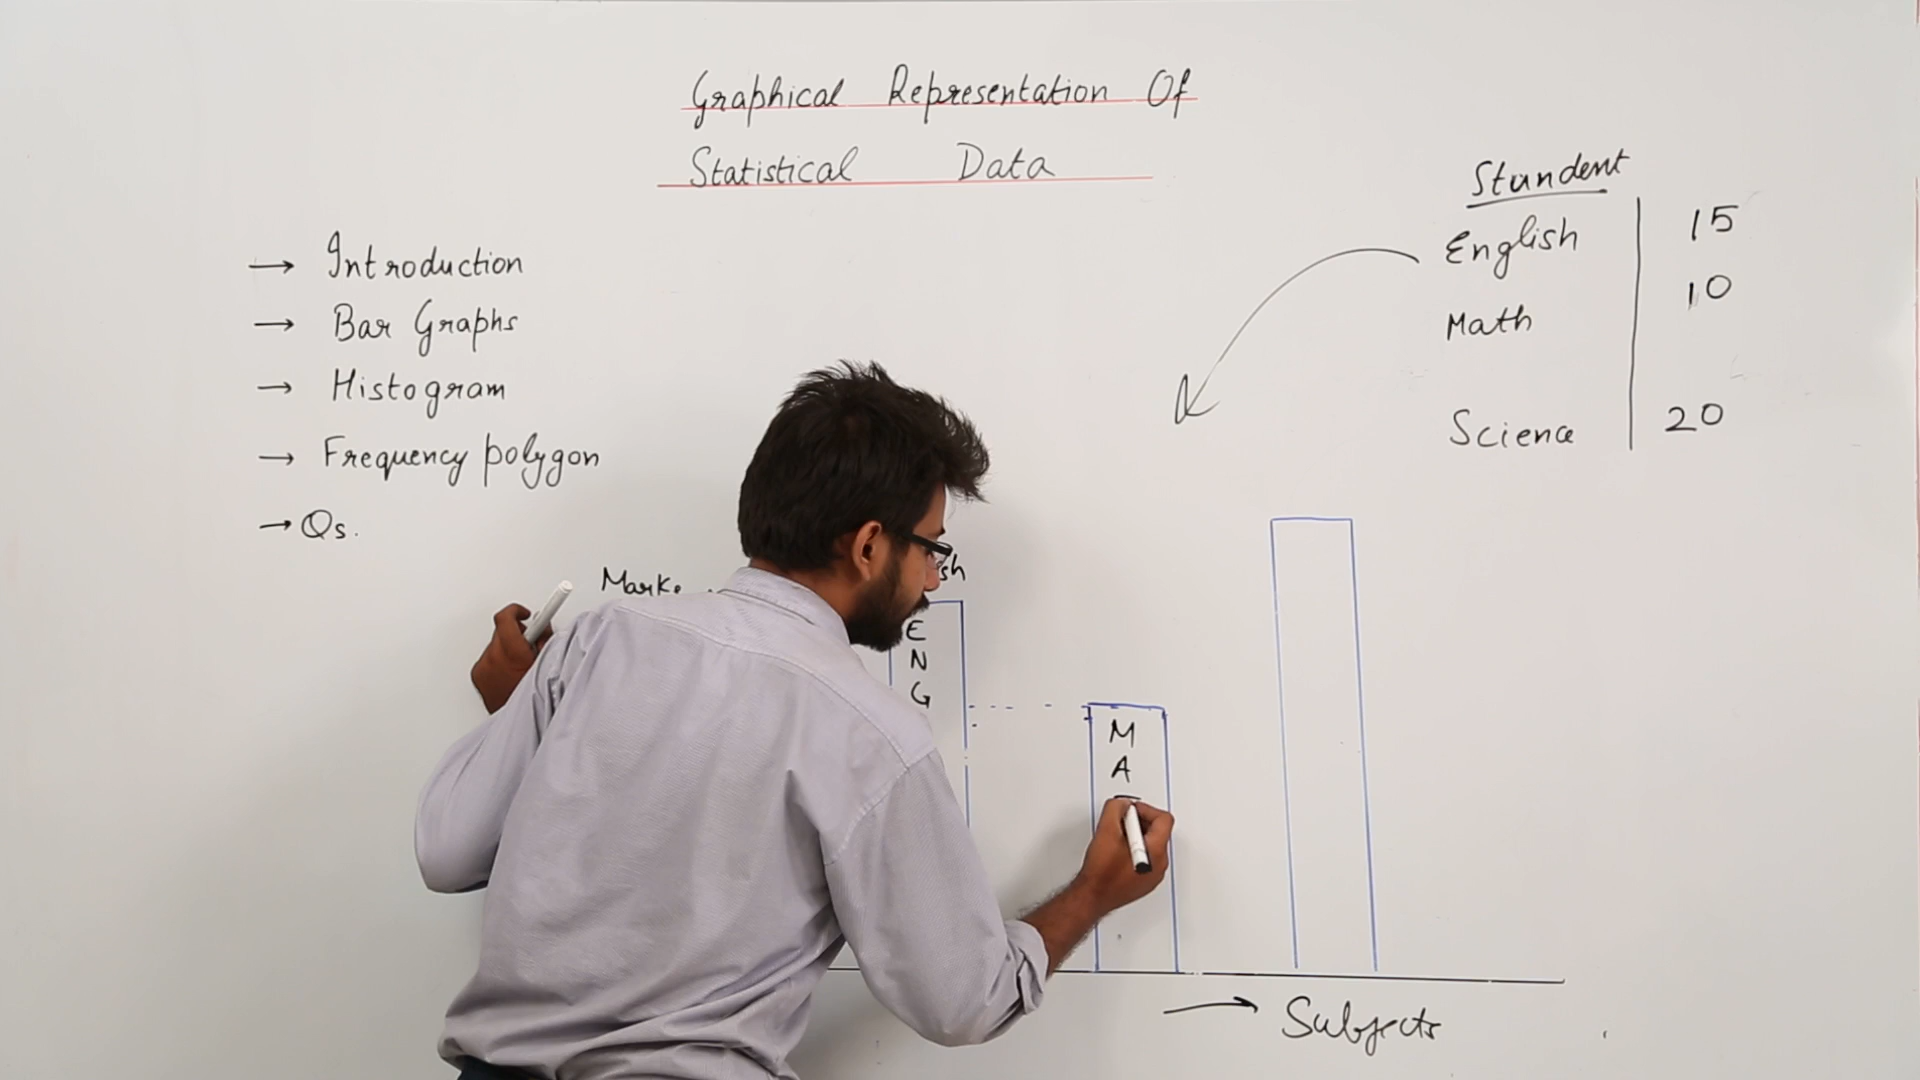 Graphical Representation Of
Statistical Data
→ Introduction
→ Bar Graphs
→ Histogram
→ Frequency polygon
→ Qs.
Stundent
English 15
Math 10
Science 20
E
N
G
M
A
T
→ Subjects